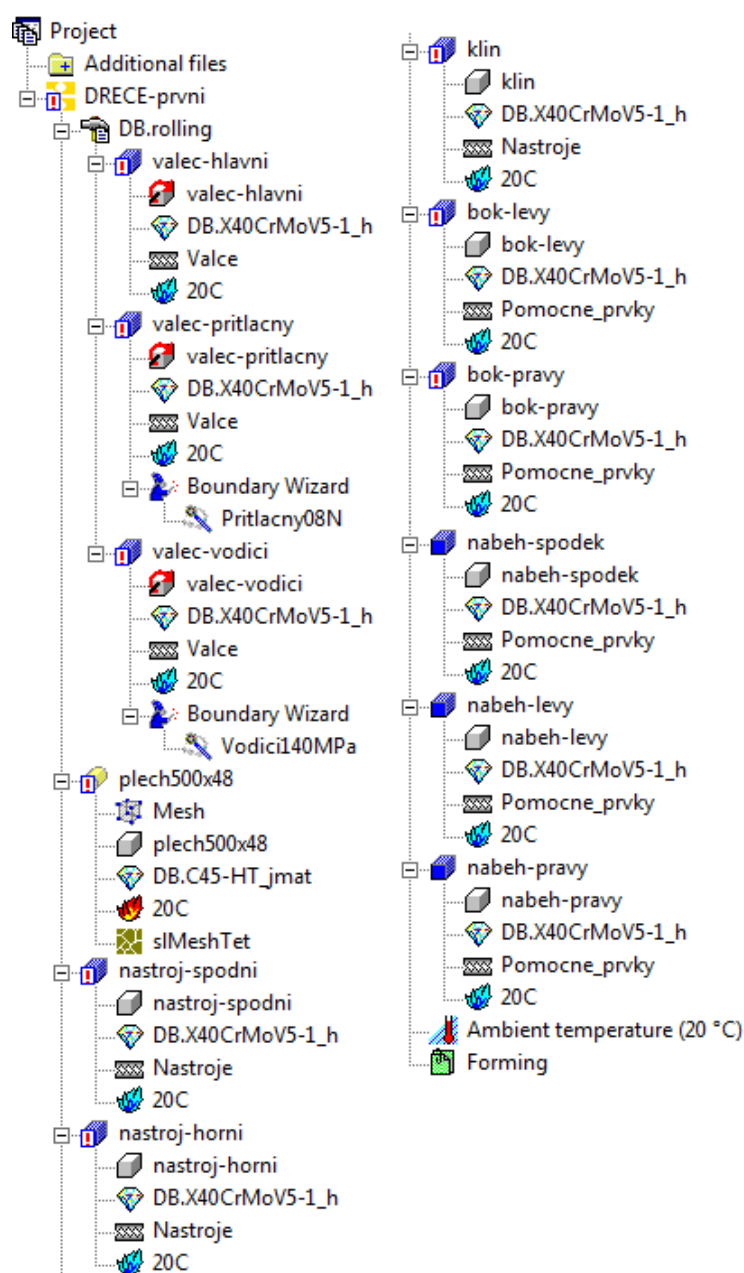 Project
Additional files
DRECE-prvni
DB.rolling
valec-hlavni
valec-hlavni
DB.X40CrMoV5-1_h
Valce
20C
valec-pritlacny
valec-pritlacny
DB.X40CrMoV5-1_h
Valce
20C
Boundary Wizard
Pritlacny08N
valec-vodici
valec-vodici
DB.X40CrMoV5-1_h
Valce
20C
Boundary Wizard
Vodici140MPa
plech500x48
Mesh
plech500x48
DB.C45-HT_jmat
20C
slMeshTet
nastroj-spodni
nastroj-spodni
DB.X40CrMoV5-1_h
Nastroje
20C
nastroj-horni
nastroj-horni
DB.X40CrMoV5-1_h
Nastroje
20C
klin
klin
DB.X40CrMoV5-1_h
Nastroje
20C
bok-levy
bok-levy
DB.X40CrMoV5-1_h
Pomocne_prvky
20C
bok-pravy
bok-pravy
DB.X40CrMoV5-1_h
Pomocne_prvky
20C
nabeh-spodek
nabeh-spodek
DB.X40CrMoV5-1_h
Pomocne_prvky
20C
nabeh-levy
nabeh-levy
DB.X40CrMoV5-1_h
Pomocne_prvky
20C
nabeh-pravy
nabeh-pravy
DB.X40CrMoV5-1_h
Pomocne_prvky
20C
Ambient temperature (20 °C)
Forming